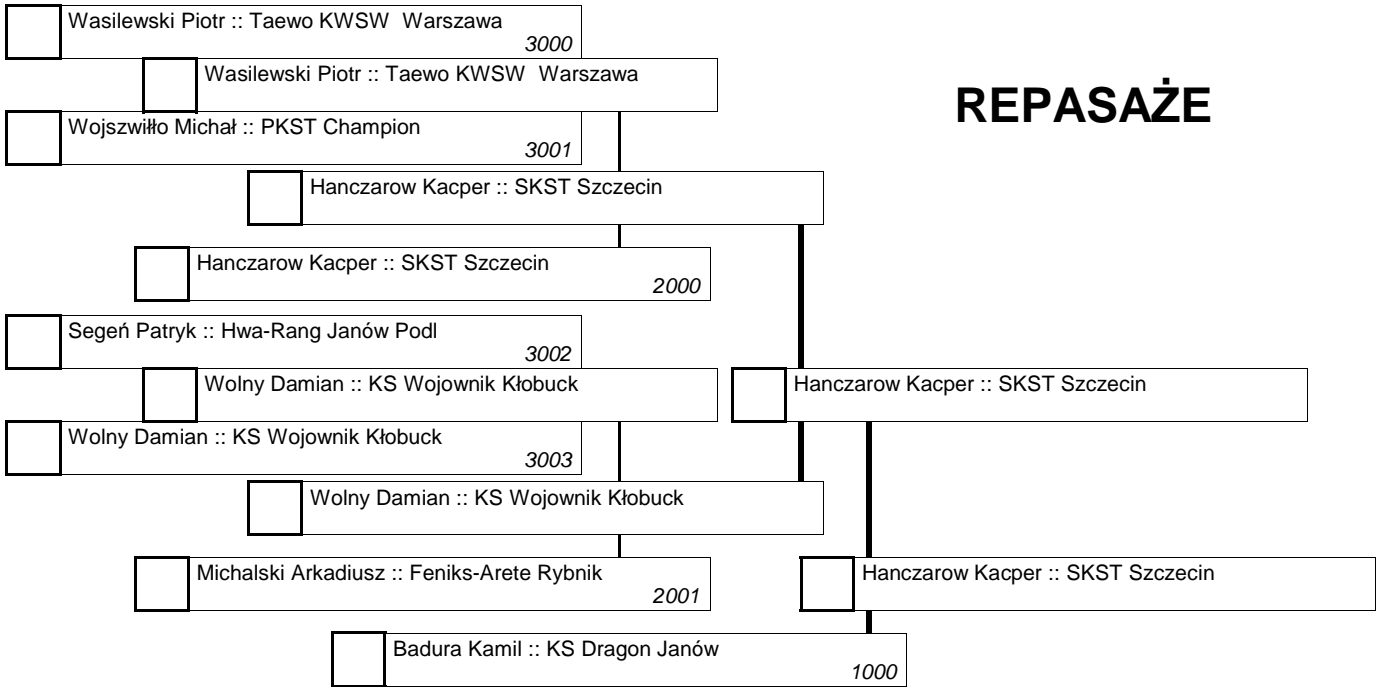 Wasilewski Piotr :: Taewo KWSW  Warszawa
3000
Wasilewski Piotr :: Taewo KWSW  Warszawa
REPASAŻE
Wojszwiłło Michał :: PKST Champion
3001
Hanczarow Kacper :: SKST Szczecin
Hanczarow Kacper :: SKST Szczecin
2000
Segeń Patryk :: Hwa-Rang Janów Podl
3002
Wolny Damian :: KS Wojownik Kłobuck
Hanczarow Kacper :: SKST Szczecin
Wolny Damian :: KS Wojownik Kłobuck
3003
Wolny Damian :: KS Wojownik Kłobuck
Michalski Arkadiusz :: Feniks-Arete Rybnik
2001
Hanczarow Kacper :: SKST Szczecin
Badura Kamil :: KS Dragon Janów
1000